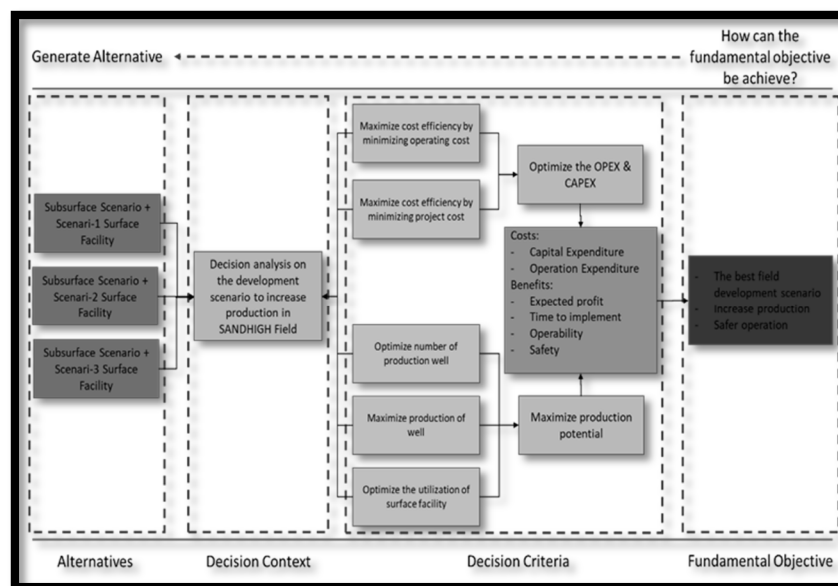 Generate Alternative
How can the
fundamental objective
be achieve?
Subsurface Scenario +
Scenari-1 Surface
Facility
Subsurface Scenario +
Scenari-2 Surface
Facility
Subsurface Scenario +
Scenari-3 Surface
Facility
Decision analysis on
the development
scenario to increase
production in
SANDHIGH Field
Maximize cost efficiency by
minimizing operating cost
Maximize cost efficiency by
minimizing project cost
Optimize number of
production well
Maximize production of
well
Optimize the utilization of
surface facility
Optimize the OPEX &
CAPEX
Costs:
- Capital Expenditure
- Operation Expenditure
Benefits:
- Expected profit
- Time to implement
- Operability
- Safety
Maximize production
potential
- The best field
development scenario
- Increase production
- Safer operation
Alternatives
Decision Context
Decision Criteria
Fundamental Objective